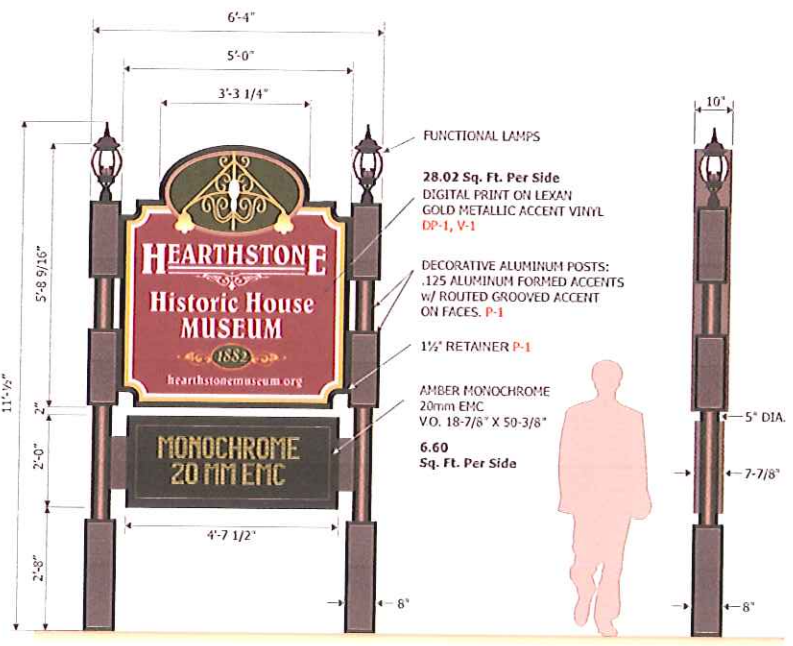 6'-4"
5'-0"
3'-3 1/4"
10"
FUNCTIONAL LAMPS
28.02 Sq. Ft. Per Side
DIGITAL PRINT ON LEXAN
GOLD METALLIC ACCENT VINYL
DP-1, V-1
HEARTHSTONE
Historic House
MUSEUM
1882
hearthstonemuseum.org
DECORATIVE ALUMINUM POSTS:
.125 ALUMINUM FORMED ACCENTS
w/ ROUTED GROOVED ACCENT
ON FACES. P-1
1½" RETAINER P-1
AMBER MONOCHROME
20mm EMC
V.O. 18-7/8" X 50-3/8"
6.60
Sq. Ft. Per Side
5'-8 9/16"
11'-½"
2"
2'-0"
2'-8"
MONOCHROME
20 MM EMC
4'-7 1/2"
8"
5" DIA.
7-7/8"
8"